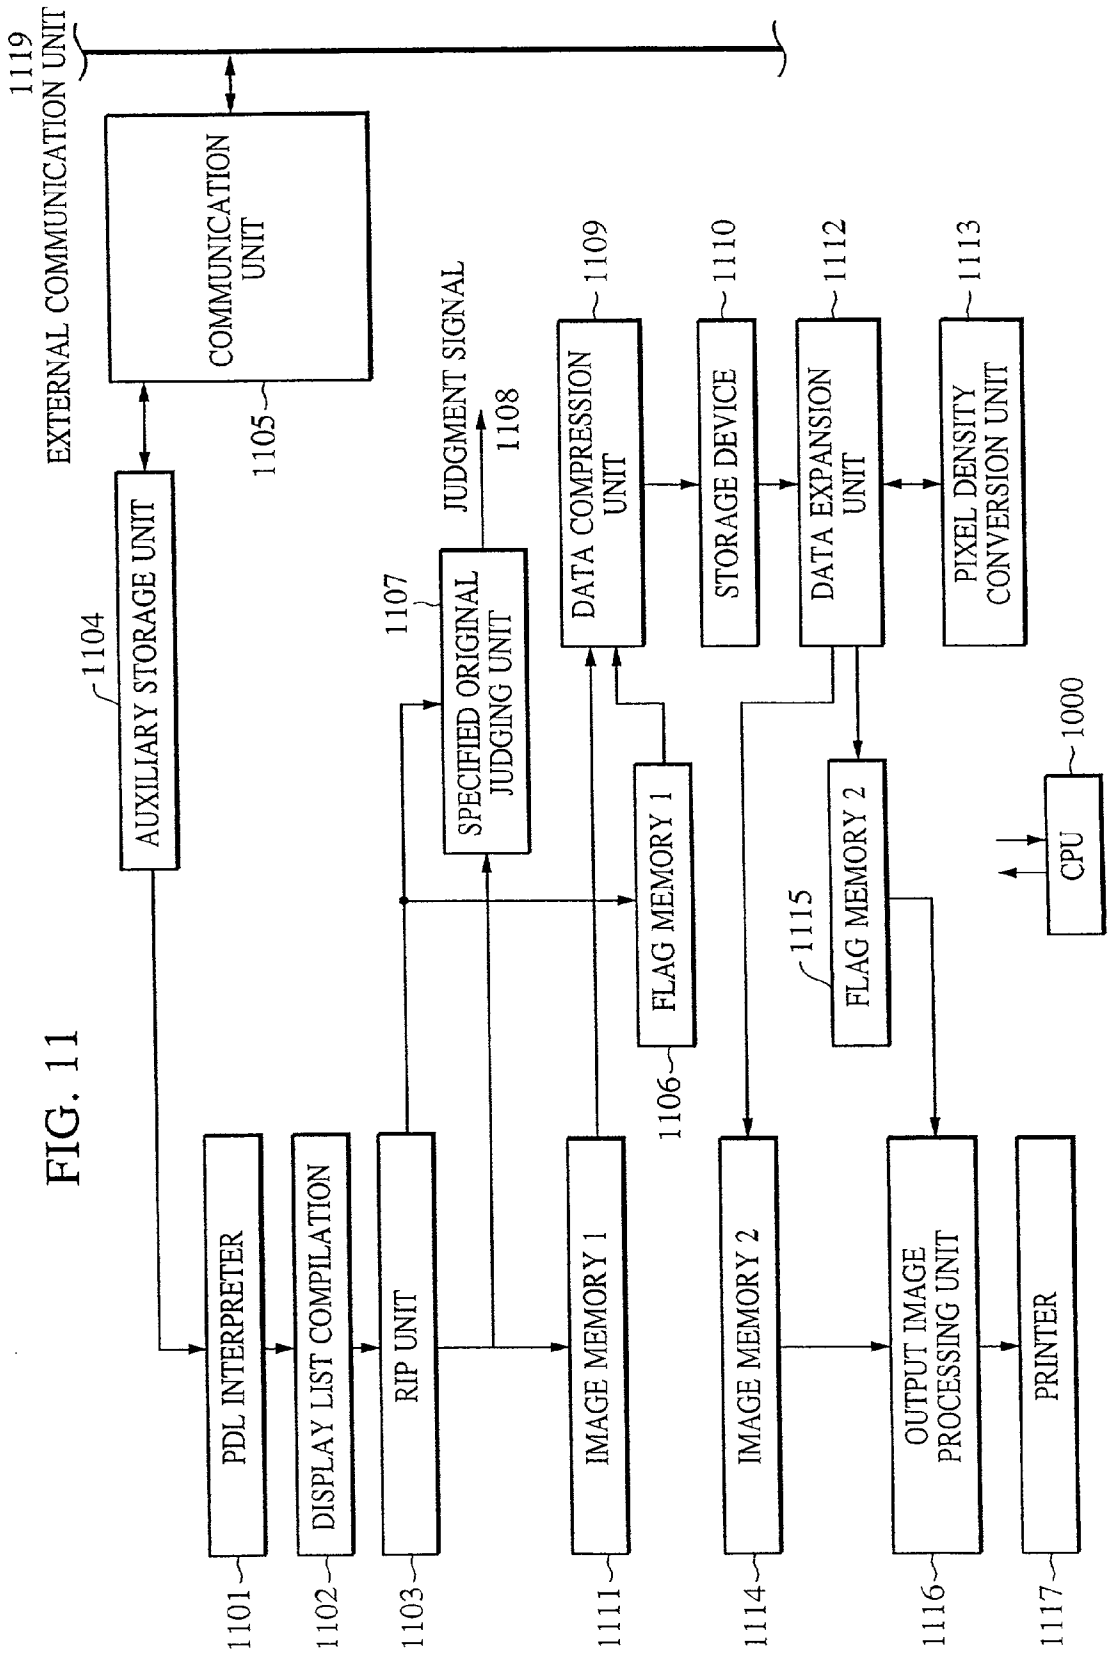 FIG. 11
1119
EXTERNAL COMMUNICATION UNIT
COMMUNICATION
UNIT
1105
1104
AUXILIARY STORAGE UNIT
1101
PDL INTERPRETER
1102
DISPLAY LIST COMPILATION
1103
RIP UNIT
1107
SPECIFIED ORIGINAL
JUDGING UNIT
JUDGMENT SIGNAL
1108
1111
IMAGE MEMORY 1
1106
FLAG MEMORY 1
DATA COMPRESSION
UNIT
1109
STORAGE DEVICE
1110
DATA EXPANSION
UNIT
1112
PIXEL DENSITY
CONVERSION UNIT
1113
1114
IMAGE MEMORY 2
1115
FLAG MEMORY 2
1116
OUTPUT IMAGE
PROCESSING UNIT
1117
PRINTER
CPU
1000